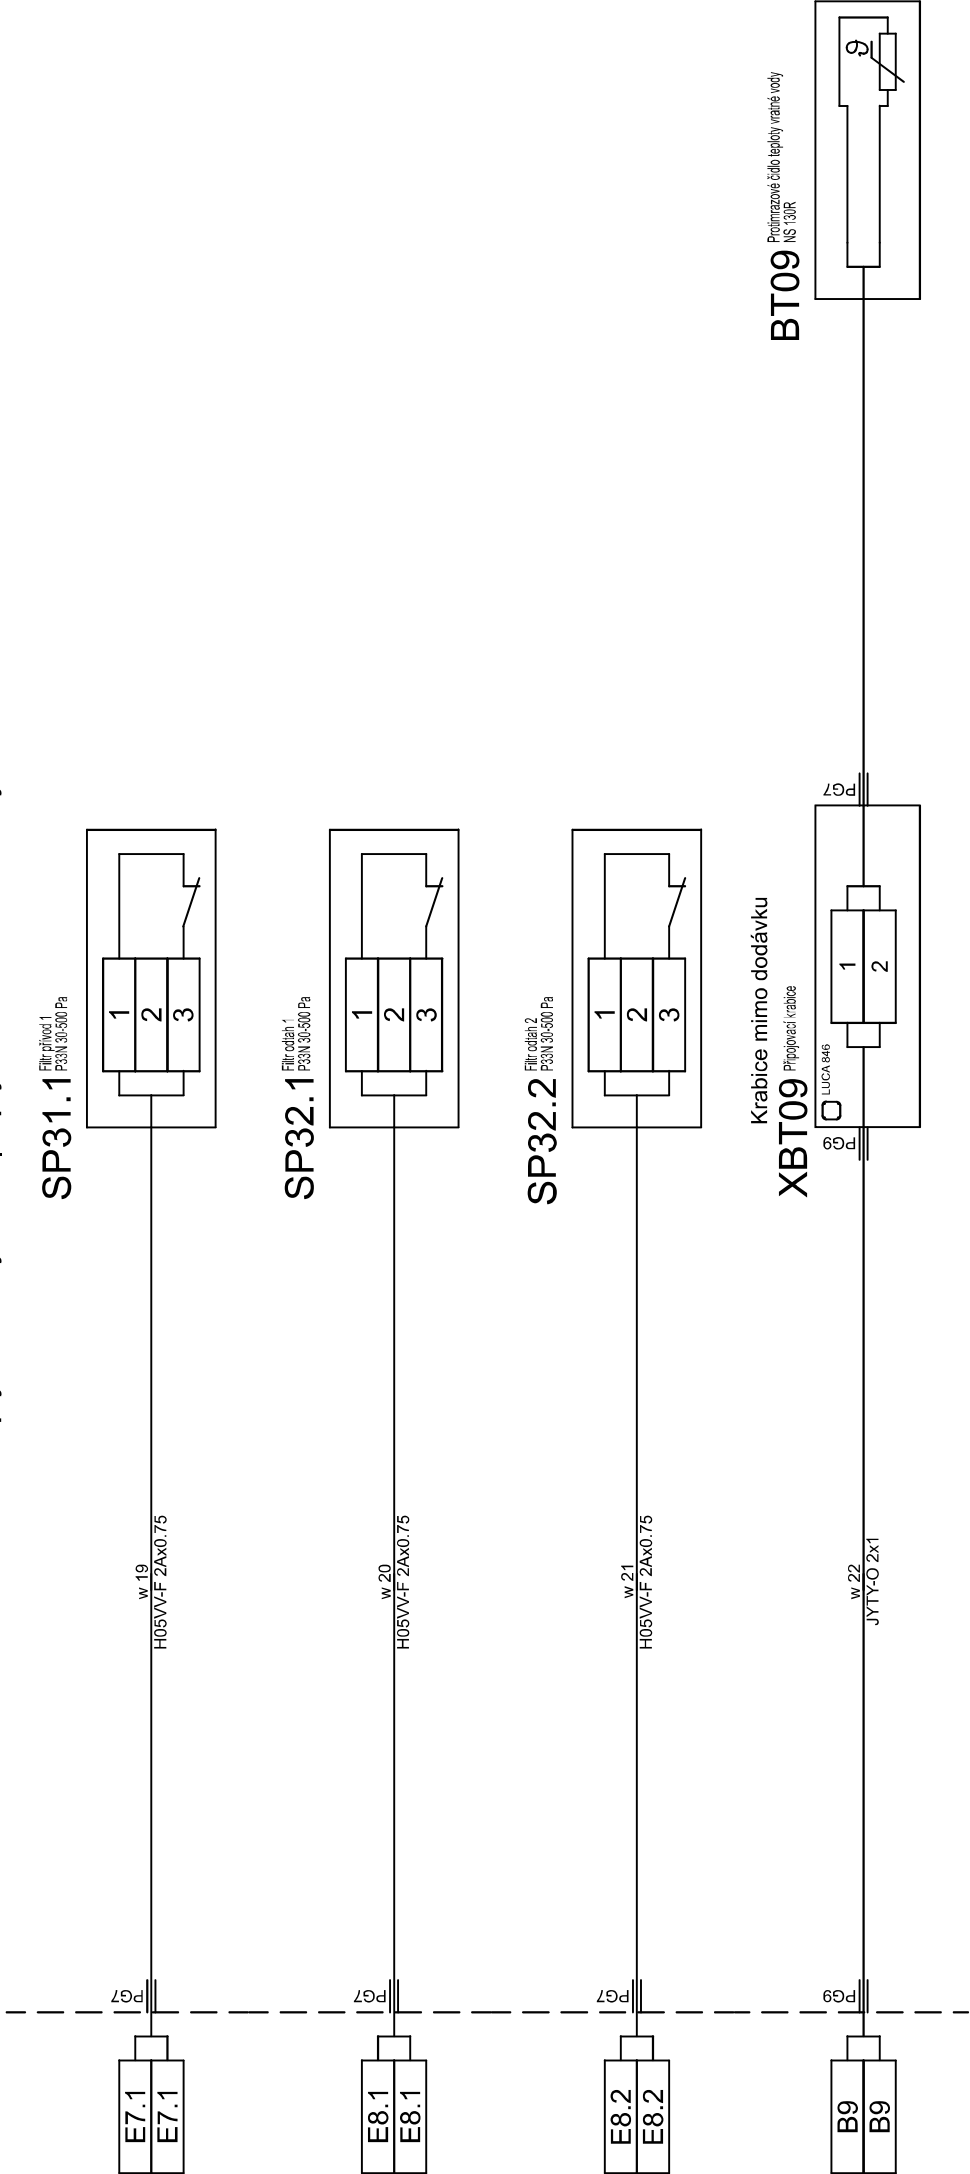 SP31.1
Filtr přívod 1
P33N 30-500 Pa
1
2
3
w 19
H05VV-F 2Ax0.75
PG7
E7.1
E7.1
SP32.1
Filtr odtah 1
P33N 30-500 Pa
1
2
3
w 20
H05VV-F 2Ax0.75
PG7
E8.1
E8.1
SP32.2
Filtr odtah 2
P33N 30-500 Pa
1
2
3
w 21
H05VV-F 2Ax0.75
PG7
E8.2
E8.2
BT09
Protimrazové čidlo teploty vratné vody
NS 130R
ϑ
PG7
Krabice mimo dodávku
XBT09
Připojovací krabice
LUCA 846
1
2
PG9
w 22
JYTY-O 2x1
PG9
B9
B9